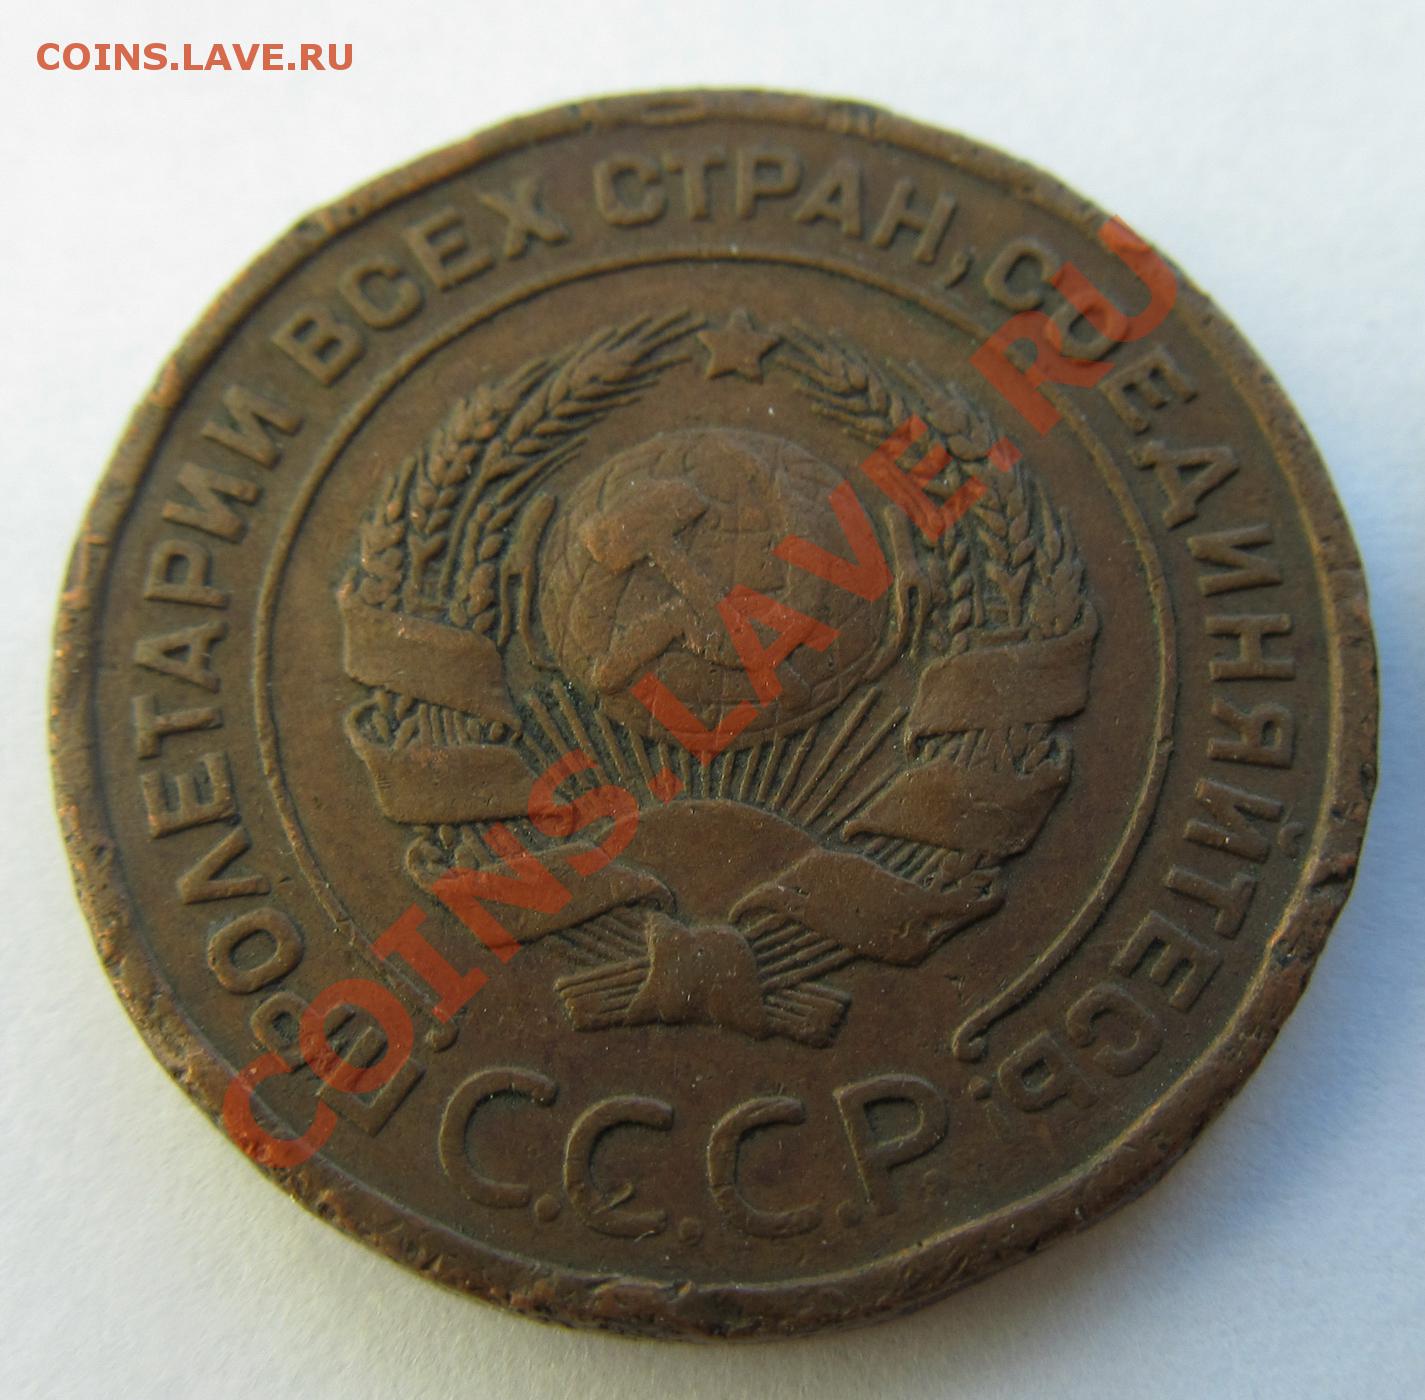 COINS.LAVE.RU
ПРОЛЕТАРИИ ВСЕХ СТРАН, СОЕДИНЯЙТЕСЬ!
С.С.С.Р.
COINS.LAVE.RU